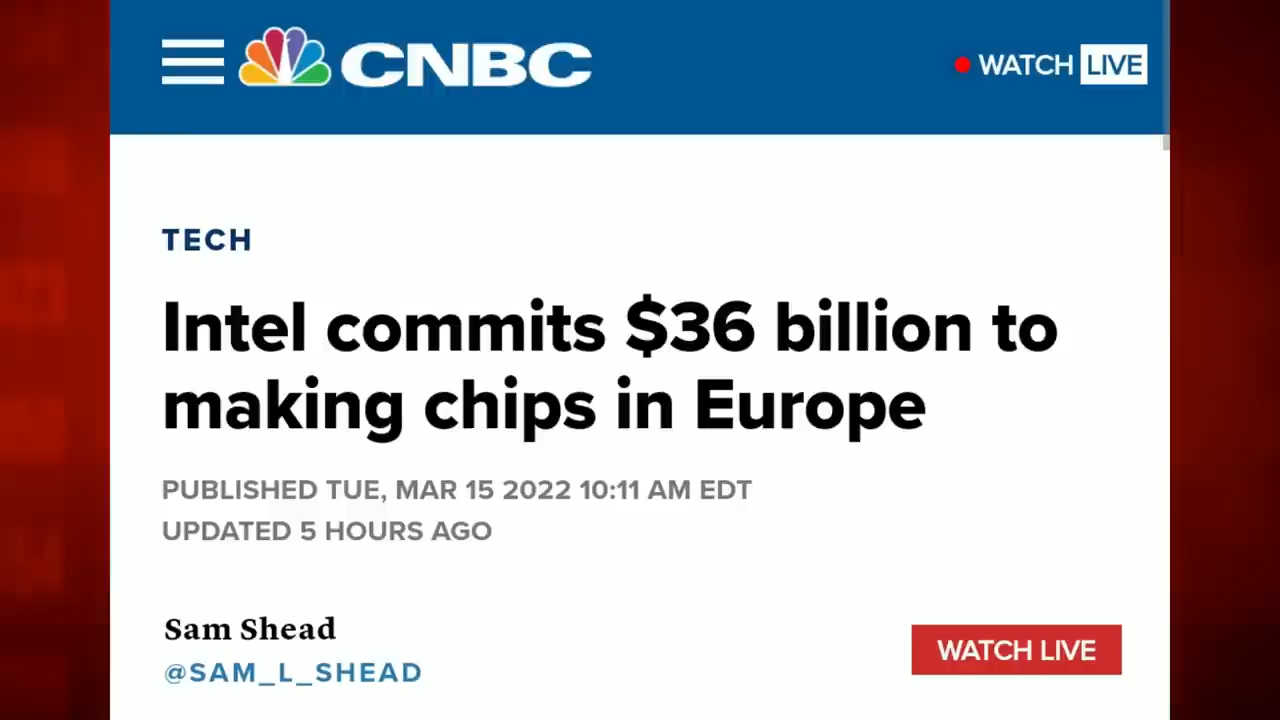 CNBC
WATCH LIVE
TECH
Intel commits $36 billion to
making chips in Europe
PUBLISHED TUE, MAR 15 2022 10:11 AM EDT
UPDATED 5 HOURS AGO
Sam Shead
@SAM_L_SHEAD
WATCH LIVE